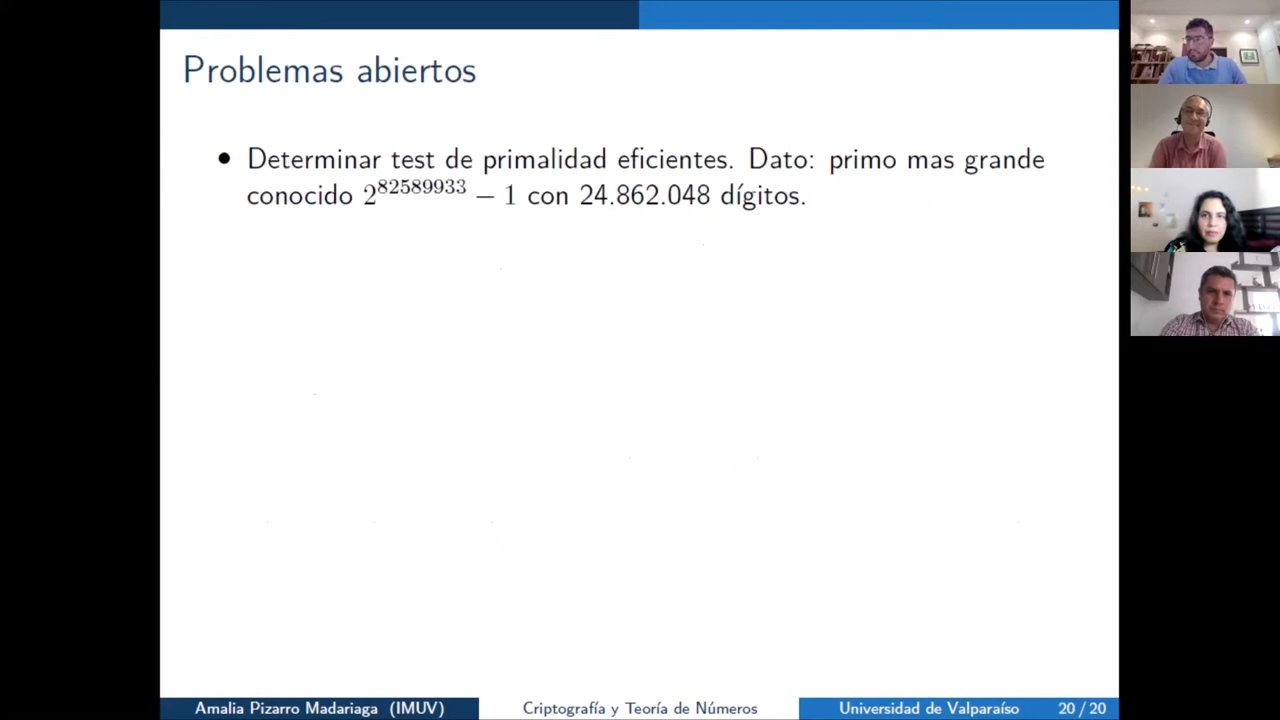 Problemas abiertos
• Determinar test de primalidad eficientes. Dato: primo mas grande
conocido 2^82589933 − 1 con 24.862.048 dígitos.
Amalia Pizarro Madariaga (IMUV) Criptografía y Teoría de Números Universidad de Valparaíso 20 / 20